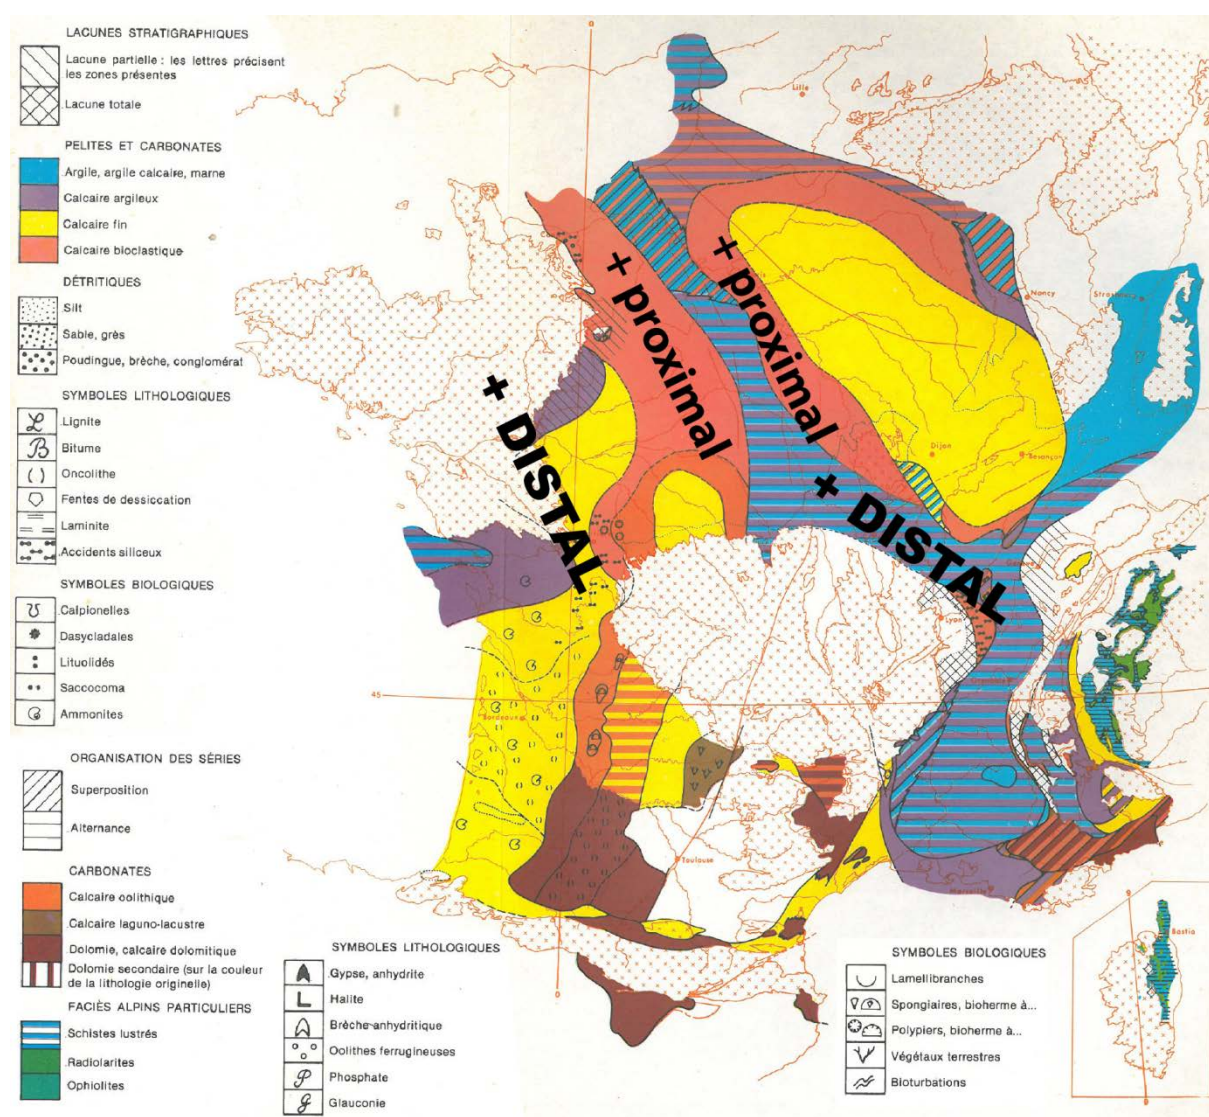 LACUNES STRATIGRAPHIQUES
Lacune partielle : les lettres précisent
les zones présentes
Lacune totale
PELITES ET CARBONATES
Argile, argile calcaire, marne
Calcaire argileux
Calcaire fin
Calcaire bioclastique
DÉTRITIQUES
Silt
Sable, grès
Poudingue, brèche, conglomérat
SYMBOLES LITHOLOGIQUES
L Lignite
B Bitume
( ) Oncolithe
Fentes de dessiccation
Laminite
Accidents siliceux
SYMBOLES BIOLOGIQUES
Calpionelles
Dasycladales
Lituolidés
Saccocoma
Ammonites
ORGANISATION DES SÉRIES
Superposition
Alternance
CARBONATES
Calcaire oolithique
Calcaire laguno-lacustre
Dolomie, calcaire dolomitique
Dolomie secondaire (sur la couleur
de la lithologie originelle)
FACIÈS ALPINS PARTICULIERS
Schistes lustrés
Radiolarites
Ophiolites
SYMBOLES LITHOLOGIQUES
Gypse, anhydrite
L Halite
Brèche-anhydritique
Oolithes ferrugineuses
P Phosphate
g Glauconie
SYMBOLES BIOLOGIQUES
Lamellibranches
Spongiaires, bioherme à...
Polypiers, bioherme à...
Végétaux terrestres
Bioturbations
0
Lille
+ proximal
+ proximal
Nancy
Strasbourg
+ DISTAL
Dijon
Besançon
+ DISTAL
Lyon
45
Bordeaux
Toulouse
Marseille
0
0
Bastia
9